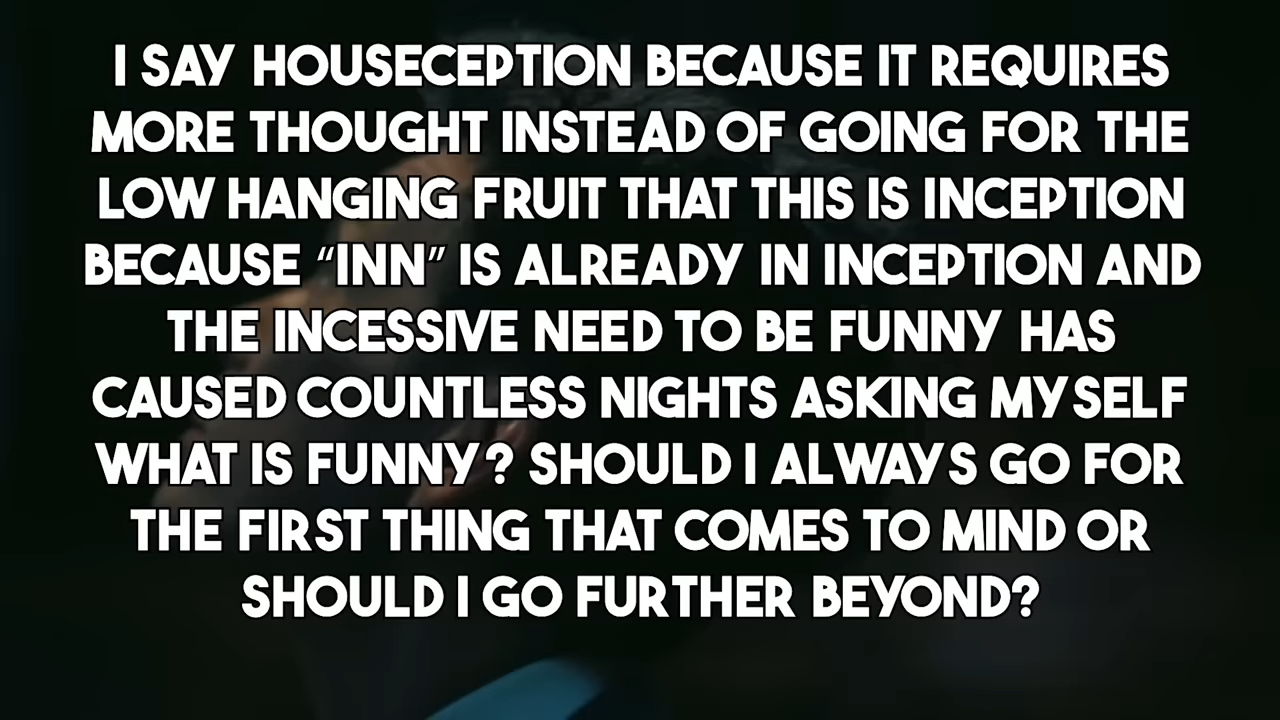 I SAY HOUSECEPTION BECAUSE IT REQUIRES
MORE THOUGHT INSTEAD OF GOING FOR THE
LOW HANGING FRUIT THAT THIS IS INCEPTION
BECAUSE “INN” IS ALREADY IN INCEPTION AND
THE INCESSIVE NEED TO BE FUNNY HAS
CAUSED COUNTLESS NIGHTS ASKING MYSELF
WHAT IS FUNNY? SHOULD I ALWAYS GO FOR
THE FIRST THING THAT COMES TO MIND OR
SHOULD I GO FURTHER BEYOND?